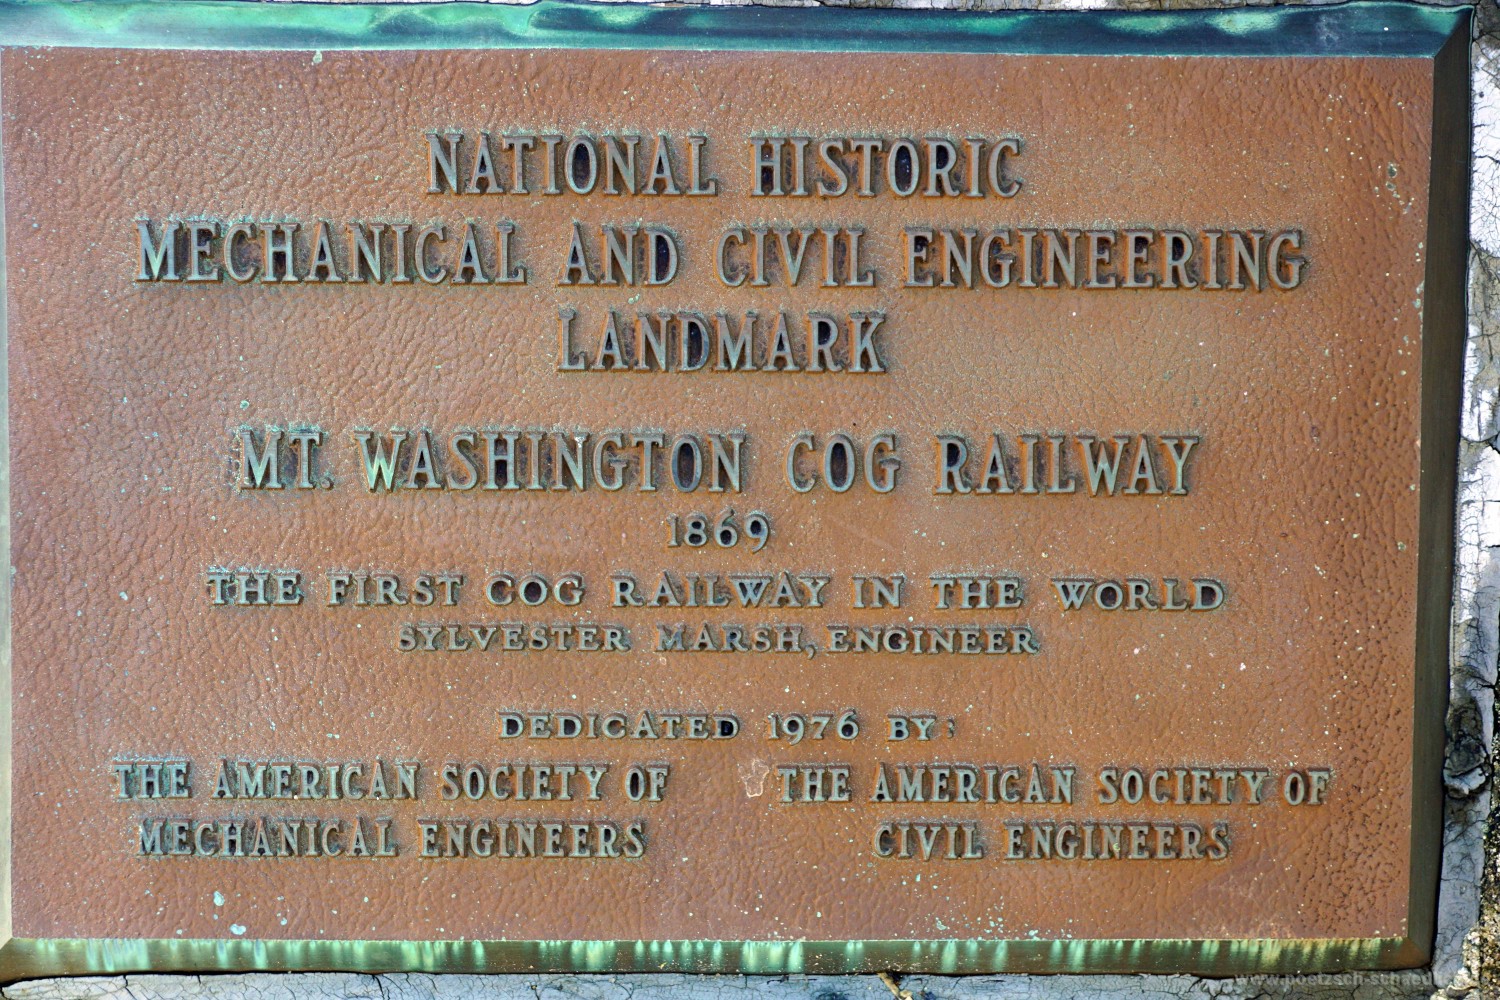 NATIONAL HISTORIC
MECHANICAL AND CIVIL ENGINEERING
LANDMARK
MT. WASHINGTON COG RAILWAY
1869
THE FIRST COG RAILWAY IN THE WORLD
SYLVESTER MARSH, ENGINEER
DEDICATED 1976 BY:
THE AMERICAN SOCIETY OF
MECHANICAL ENGINEERS
THE AMERICAN SOCIETY OF
CIVIL ENGINEERS